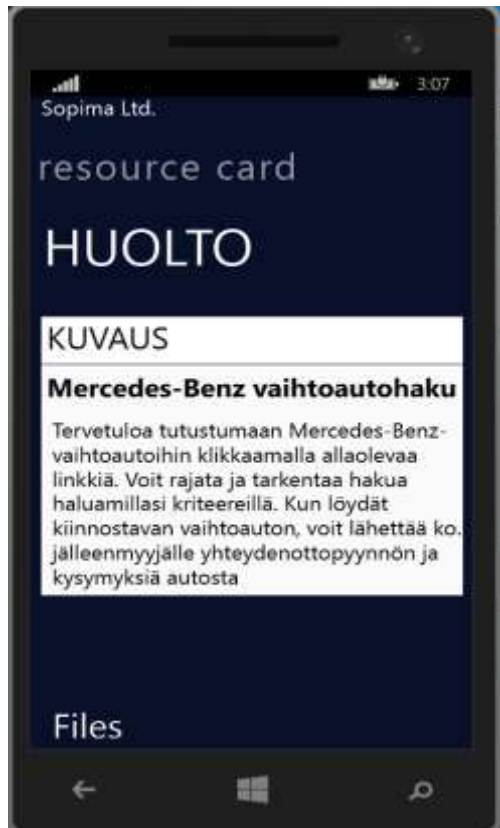 3:07
Sopima Ltd.
resource card
HUOLTO
KUVAUS
Mercedes-Benz vaihtoautohaku
Tervetuloa tutustumaan Mercedes-Benz-
vaihtoautoihin klikkaamalla allaolevaa
linkkiä. Voit rajata ja tarkentaa hakua
haluamillasi kriteereillä. Kun löydät
kiinnostavan vaihtoauton, voit lähettää ko.
jälleenmyyjälle yhteydenottopyynnön ja
kysymyksiä autosta
Files